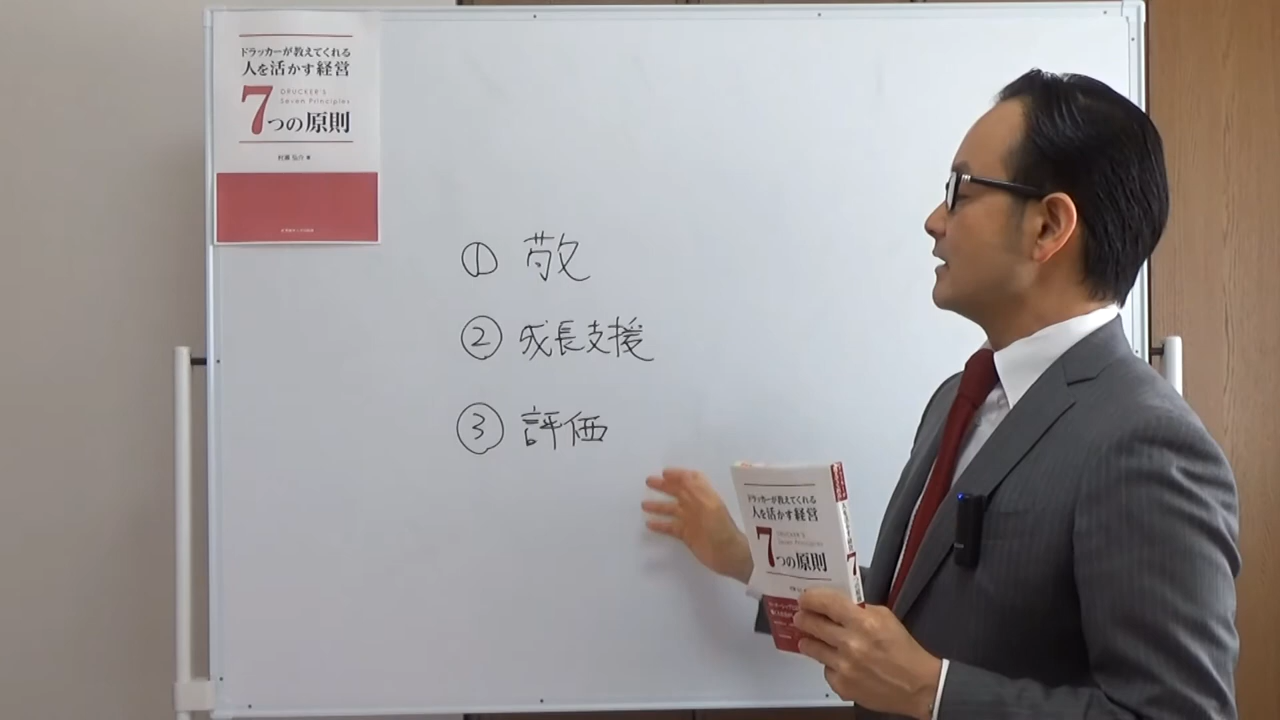 ドラッカーが教えてくれる
人を活かす経営
7つの原則
DRUCKER'S
Seven Principles
① 敬
② 成長支援
③ 評価
ドラッカーが教えてくれる
人を活かす経営
7つの原則
DRUCKER'S
Seven Principles